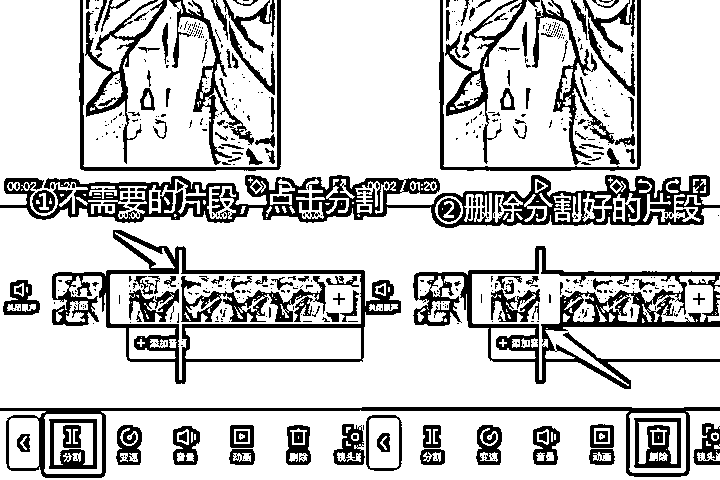 00:02 / 01:20
①不需要的片段，点击分割
+ 添加音频
分割
变速
音量
动画
删除
00:02 / 01:20
②删除分割好的片段
+ 添加音频
分割
变速
音量
动画
删除